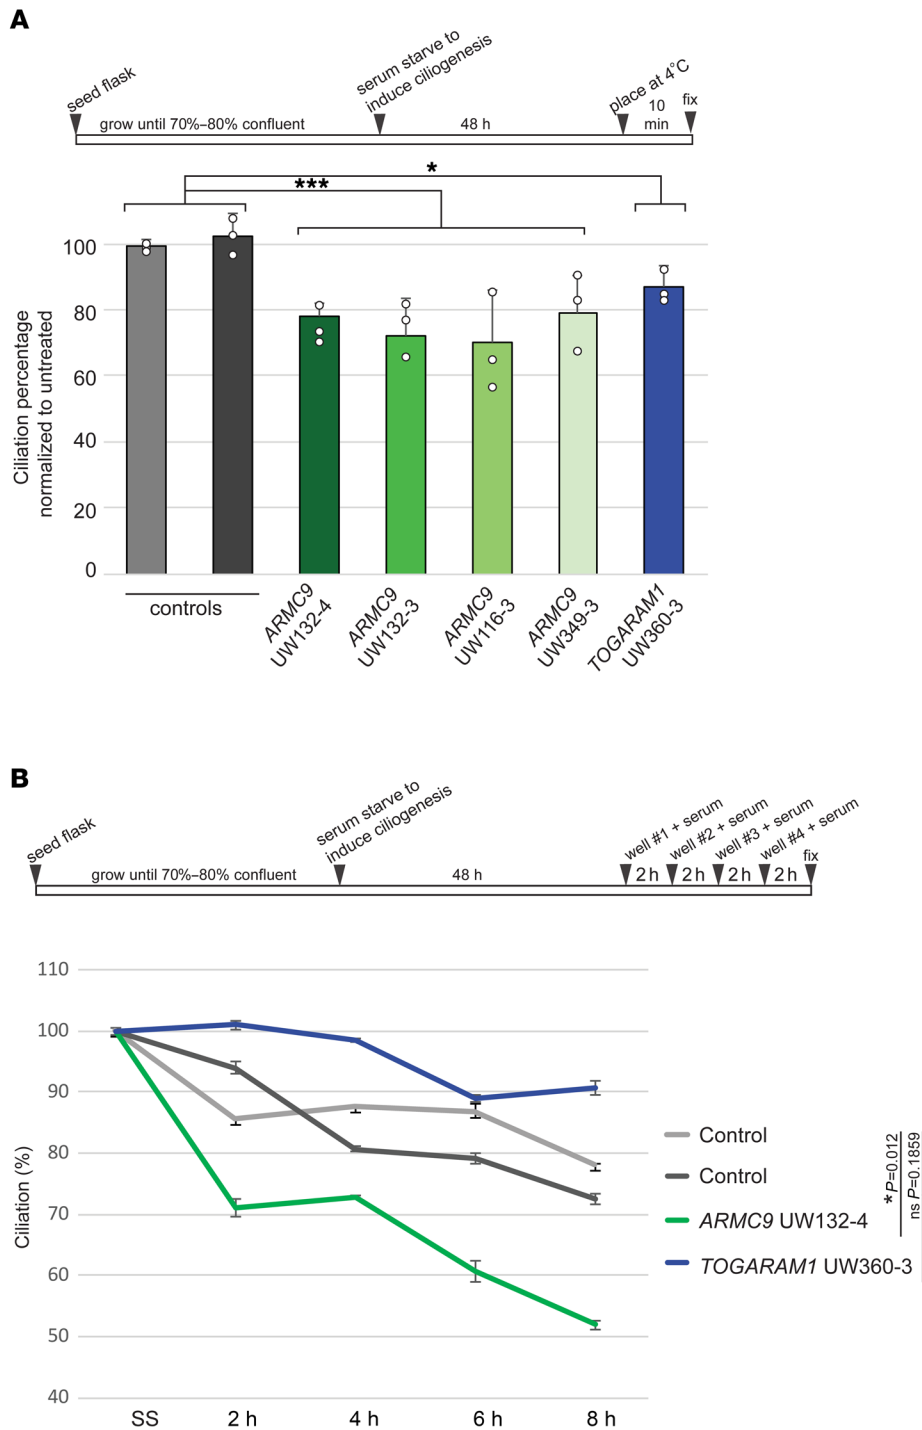 A
seed flask
serum starve to
induce ciliogenesis
place at 4˚C
fix
grow until 70%–80% confluent
48 h
10
min
*
***
Ciliation percentage
normalized to untreated
100
80
60
40
20
0
controls
ARMC9
UW132-4
ARMC9
UW132-3
ARMC9
UW116-3
ARMC9
UW349-3
TOGARAM1
UW360-3
B
seed flask
serum starve to
induce ciliogenesis
well #1 + serum
well #2 + serum
well #3 + serum
well #4 + serum
fix
grow until 70%–80% confluent
48 h
2 h
2 h
2 h
2 h
Ciliation (%)
110
100
90
80
70
60
50
40
SS
2 h
4 h
6 h
8 h
Control
Control
ARMC9 UW132-4
TOGARAM1 UW360-3
* P=0.012
ns P=0.1859